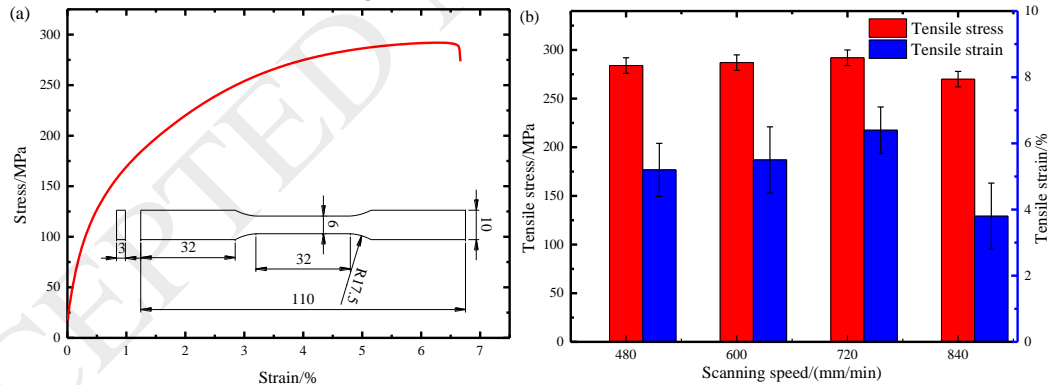 (a)
300
250
200
150
100
50
0
Stress/MPa
0 1 2 3 4 5 6 7
Strain/%
3
32
32
6
10
R17.5
110
(b)
Tensile stress
Tensile strain
300
250
200
150
100
50
0
Tensile stress/MPa
480 600 720 840
Scanning speed/(mm/min)
10
8
6
4
2
0
Tensile strain/%